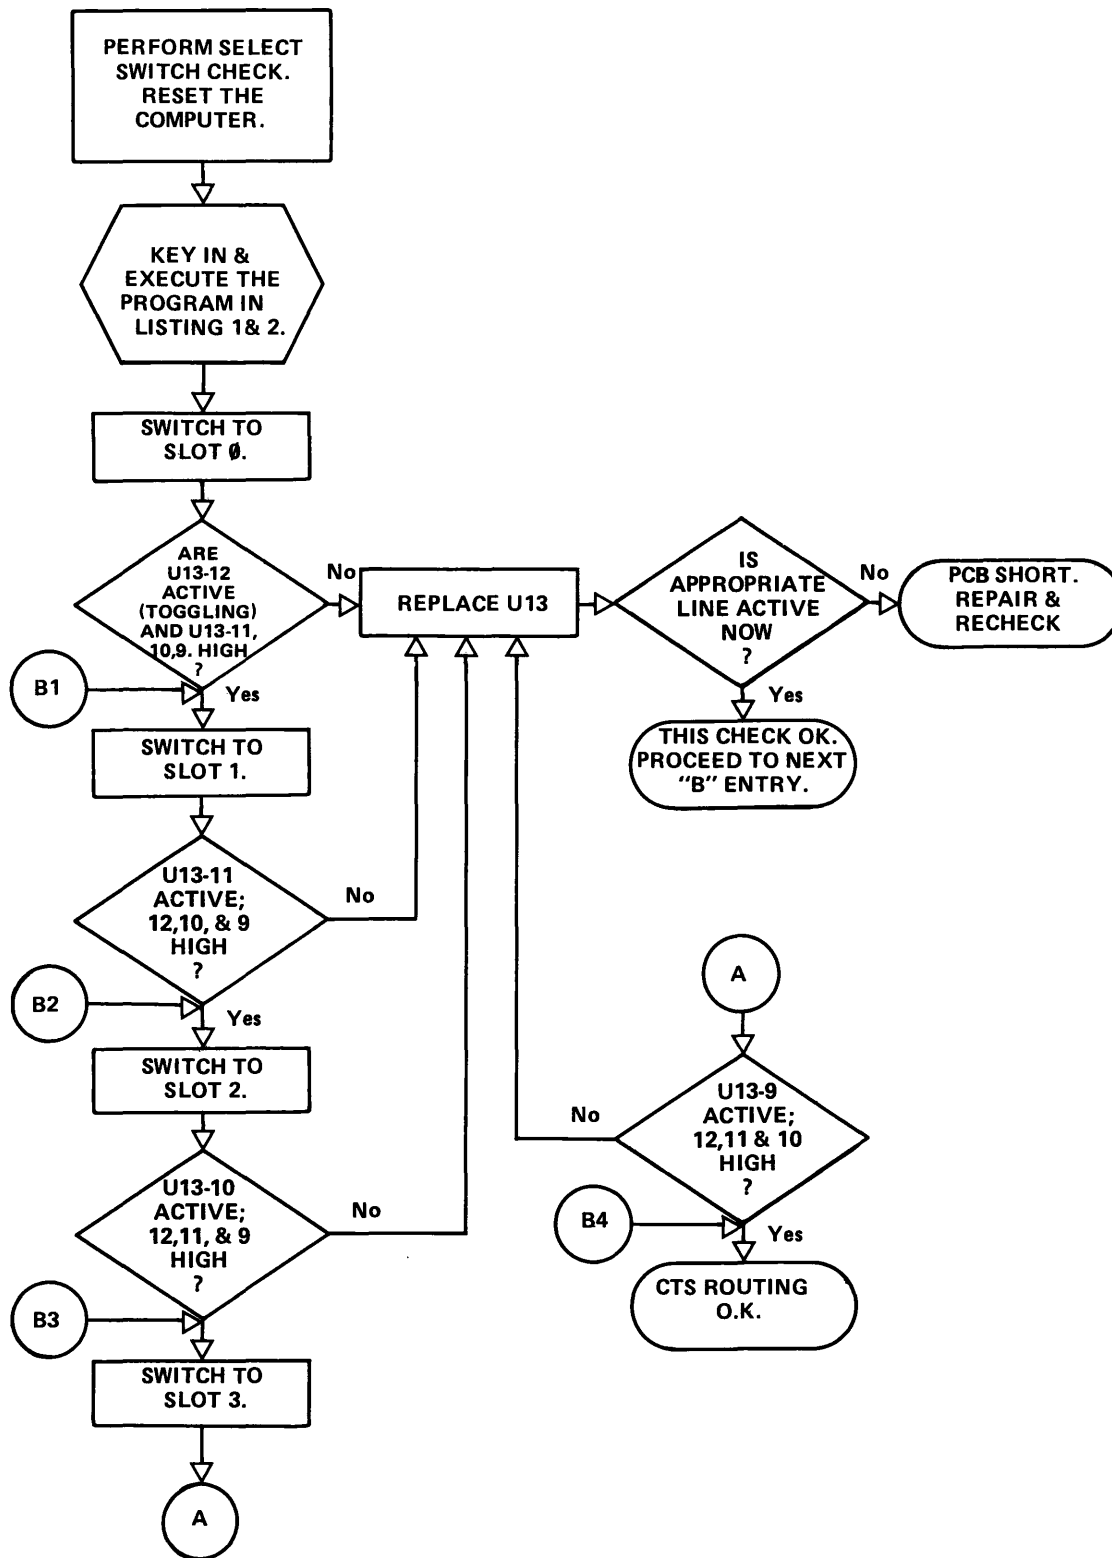 PERFORM SELECT
SWITCH CHECK.
RESET THE
COMPUTER.
KEY IN &
EXECUTE THE
PROGRAM IN
LISTING 1& 2.
SWITCH TO
SLOT Ø.
ARE
U13-12
ACTIVE
(TOGGLING)
AND U13-11,
10,9. HIGH
?
No
REPLACE U13
IS
APPROPRIATE
LINE ACTIVE
NOW
?
No
PCB SHORT.
REPAIR &
RECHECK
Yes
THIS CHECK OK.
PROCEED TO NEXT
"B" ENTRY.
B1
Yes
SWITCH TO
SLOT 1.
U13-11
ACTIVE;
12,10, & 9
HIGH
?
No
B2
Yes
SWITCH TO
SLOT 2.
U13-10
ACTIVE;
12,11, & 9
HIGH
?
No
B3
SWITCH TO
SLOT 3.
A
A
U13-9
ACTIVE;
12,11 & 10
HIGH
?
No
B4
Yes
CTS ROUTING
O.K.